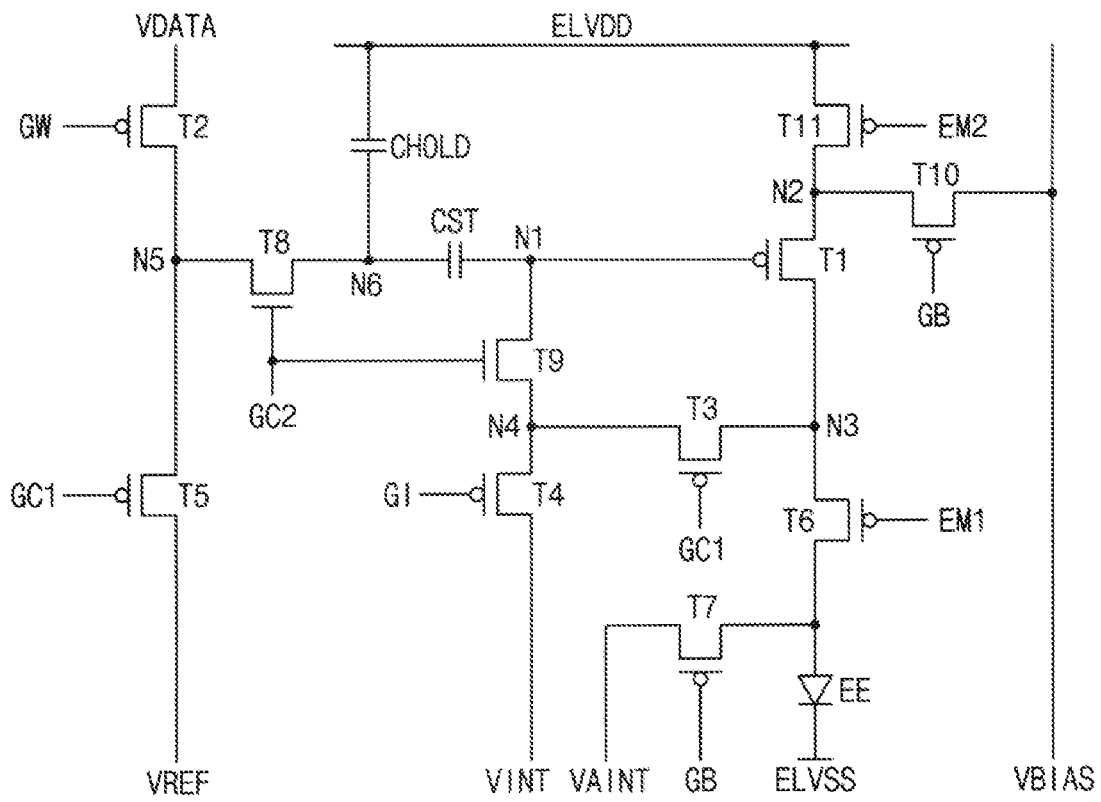 VDATA
ELVDD
GW
T2
CHOLD
T11
EM2
T10
N2
CST
N5
T8
N6
N1
T1
GB
T9
GC2
N4
T3
N3
GC1
T5
GI
T4
T6
EM1
GC1
T7
EE
VREF
VINT
VAINT
GB
ELVSS
VBIAS